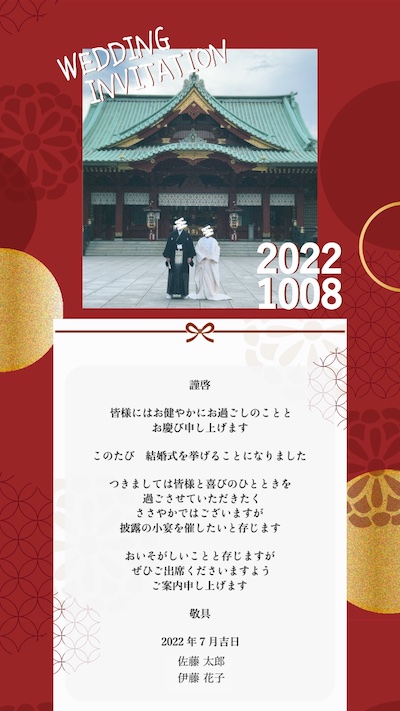 WEDDING
INVITATION
2022
1008
謹啓
皆様にはお健やかにお過ごしのことと
お慶び申し上げます
このたび　結婚式を挙げることになりました
つきましては皆様と喜びのひとときを
過ごさせていただきたく
ささやかではございますが
披露の小宴を催したいと存じます
おいそがしいことと存じますが
ぜひご出席くださいますよう
ご案内申し上げます
敬具
2022 年 7 月吉日
佐藤 太郎
伊藤 花子